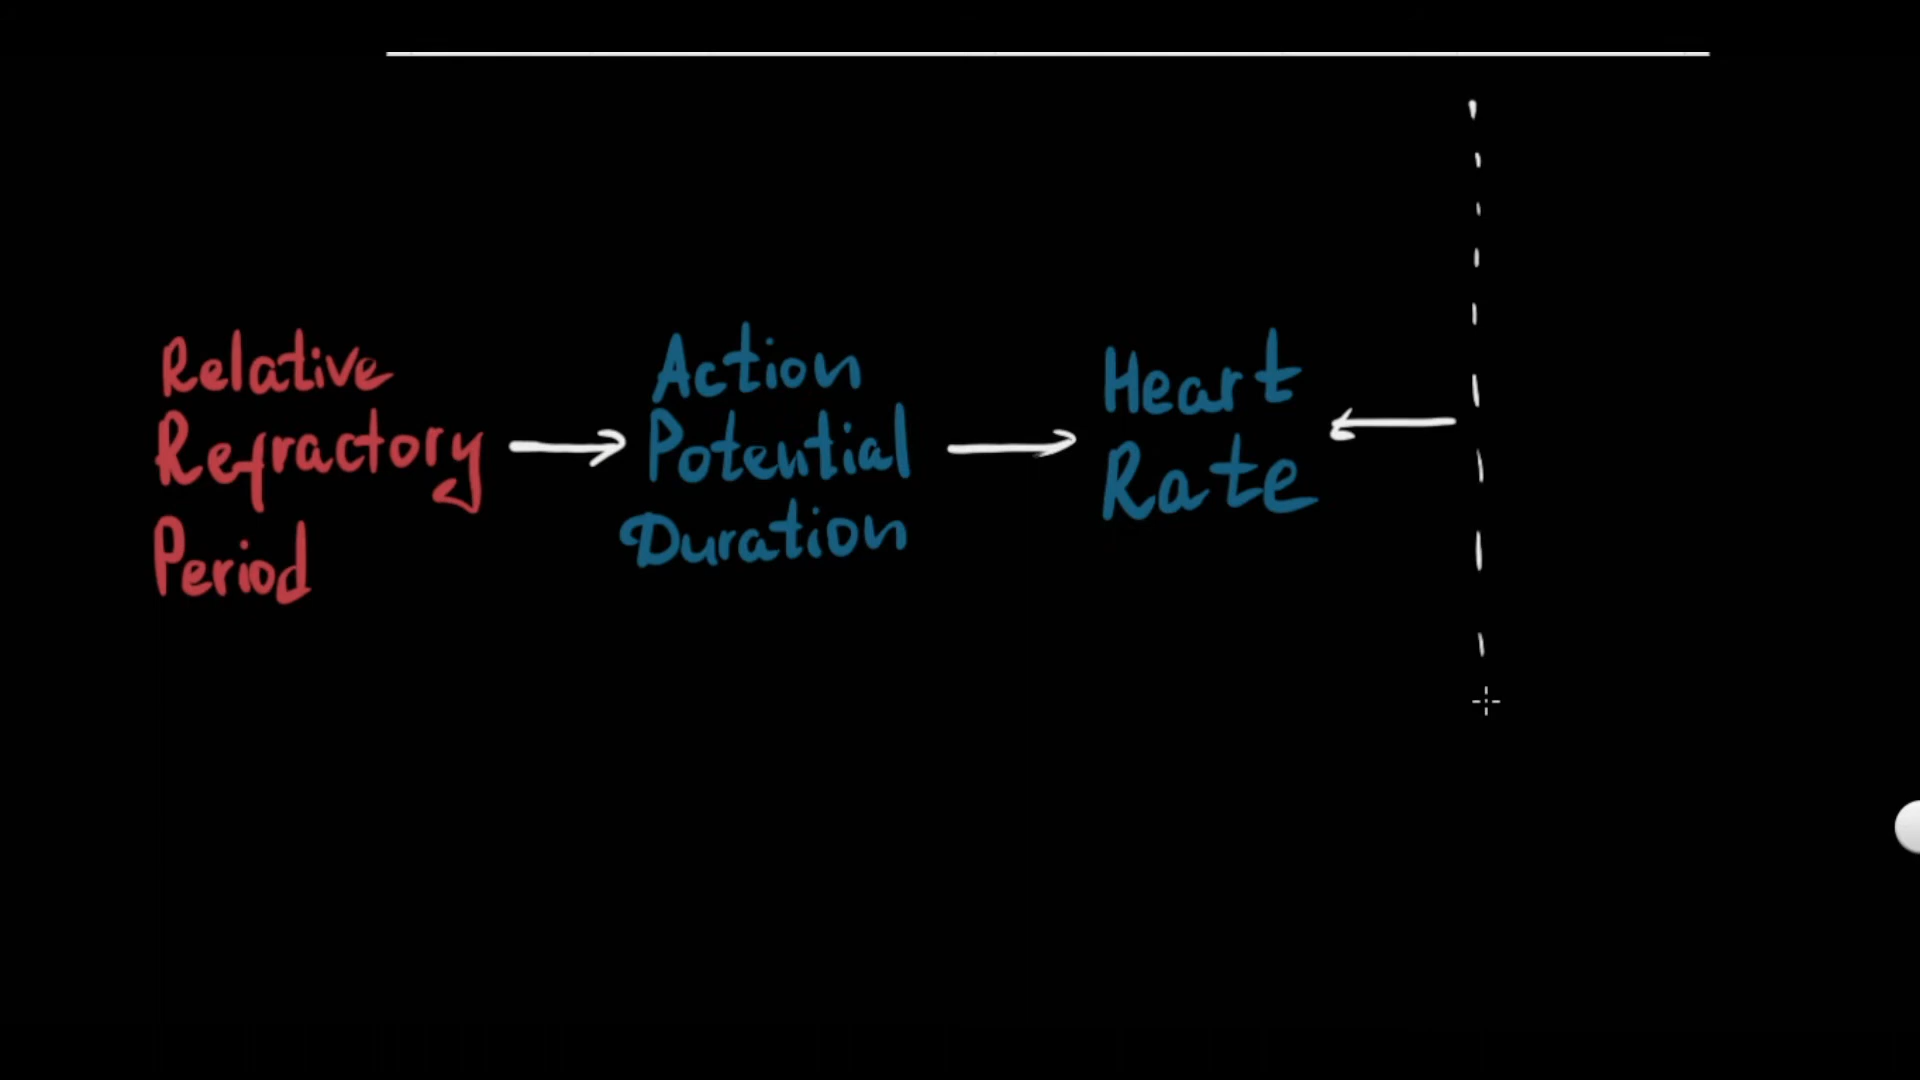 Relative
Refractory
Period
Action
Potential
Duration
Heart
Rate